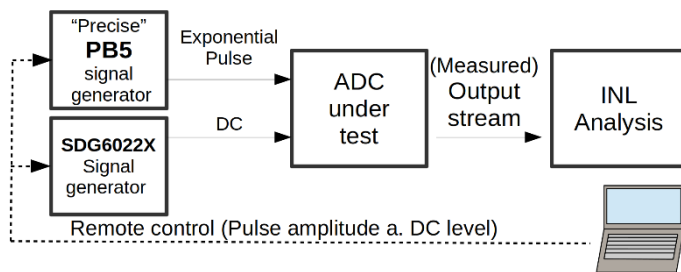 “Precise”
PB5
signal
generator
Exponential
Pulse
SDG6022X
Signal
generator
DC
ADC
under
test
(Measured)
Output
stream
INL
Analysis
Remote control (Pulse amplitude a. DC level)